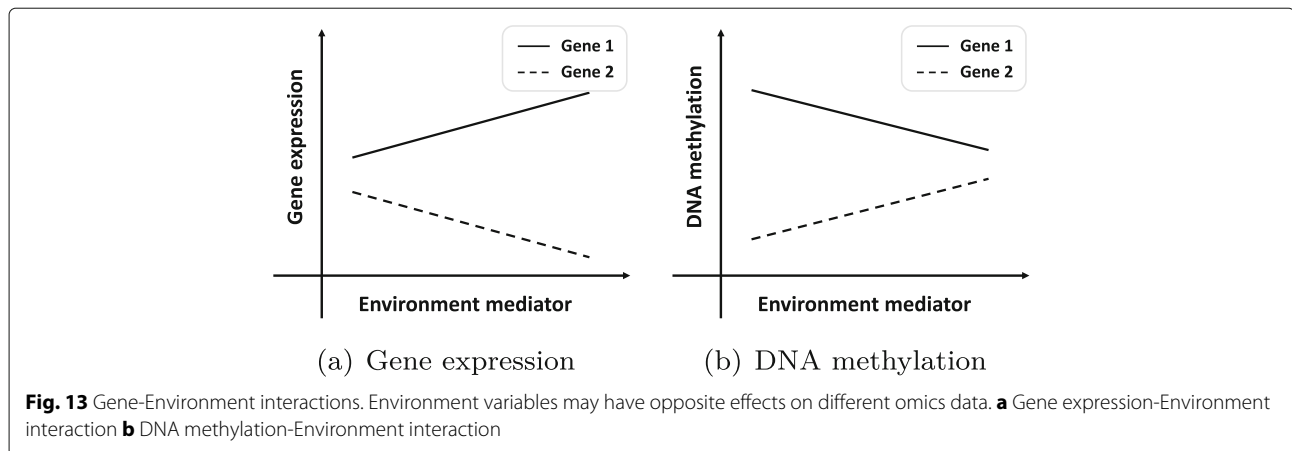 Gene 1
Gene 2
Gene expression
Environment mediator
(a) Gene expression
Gene 1
Gene 2
DNA methylation
Environment mediator
(b) DNA methylation
Fig. 13 Gene-Environment interactions. Environment variables may have opposite effects on different omics data. a Gene expression-Environment
interaction b DNA methylation-Environment interaction